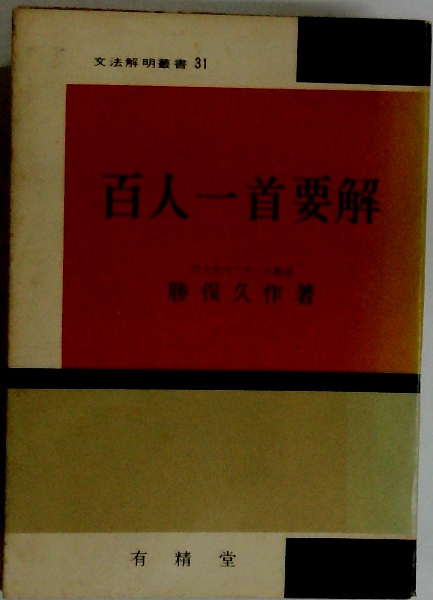 文法解明叢書 31
百人一首要解
勝俣久作著
有精堂